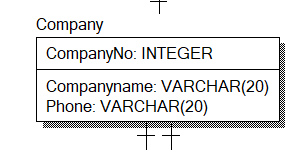 Company
CompanyNo: INTEGER
Companyname: VARCHAR(20)
Phone: VARCHAR(20)